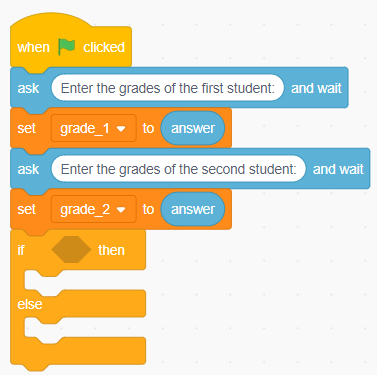 when clicked
ask Enter the grades of the first student: and wait
set grade_1 to answer
ask Enter the grades of the second student: and wait
set grade_2 to answer
if then
else